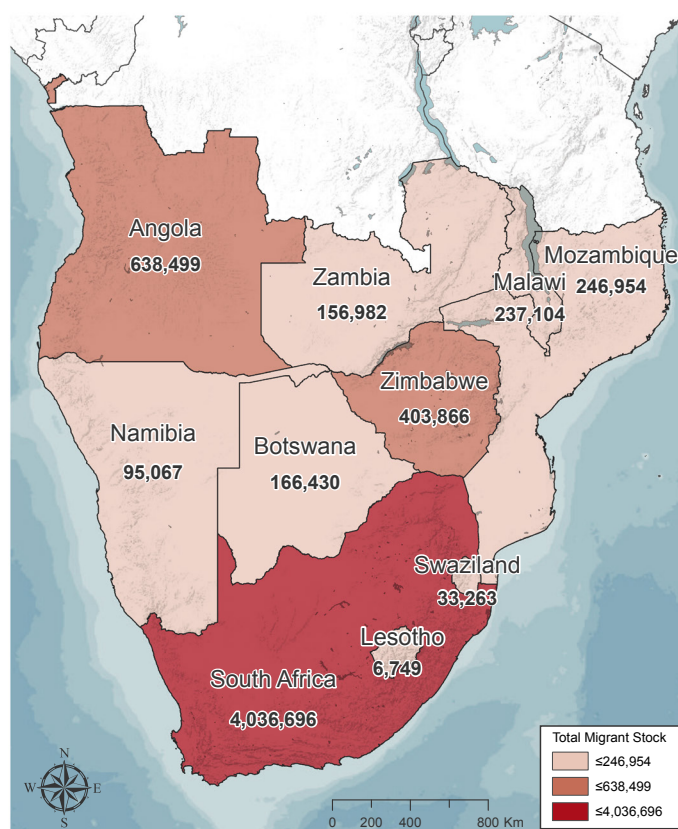 Angola
638,499
Zambia
156,982
Malawi
237,104
Mozambique
246,954
Zimbabwe
403,866
Namibia
95,067
Botswana
166,430
Swaziland
33,263
Lesotho
6,749
South Africa
4,036,696
N
W E
S
0 200 400 800 Km
Total Migrant Stock
≤246,954
≤638,499
≤4,036,696